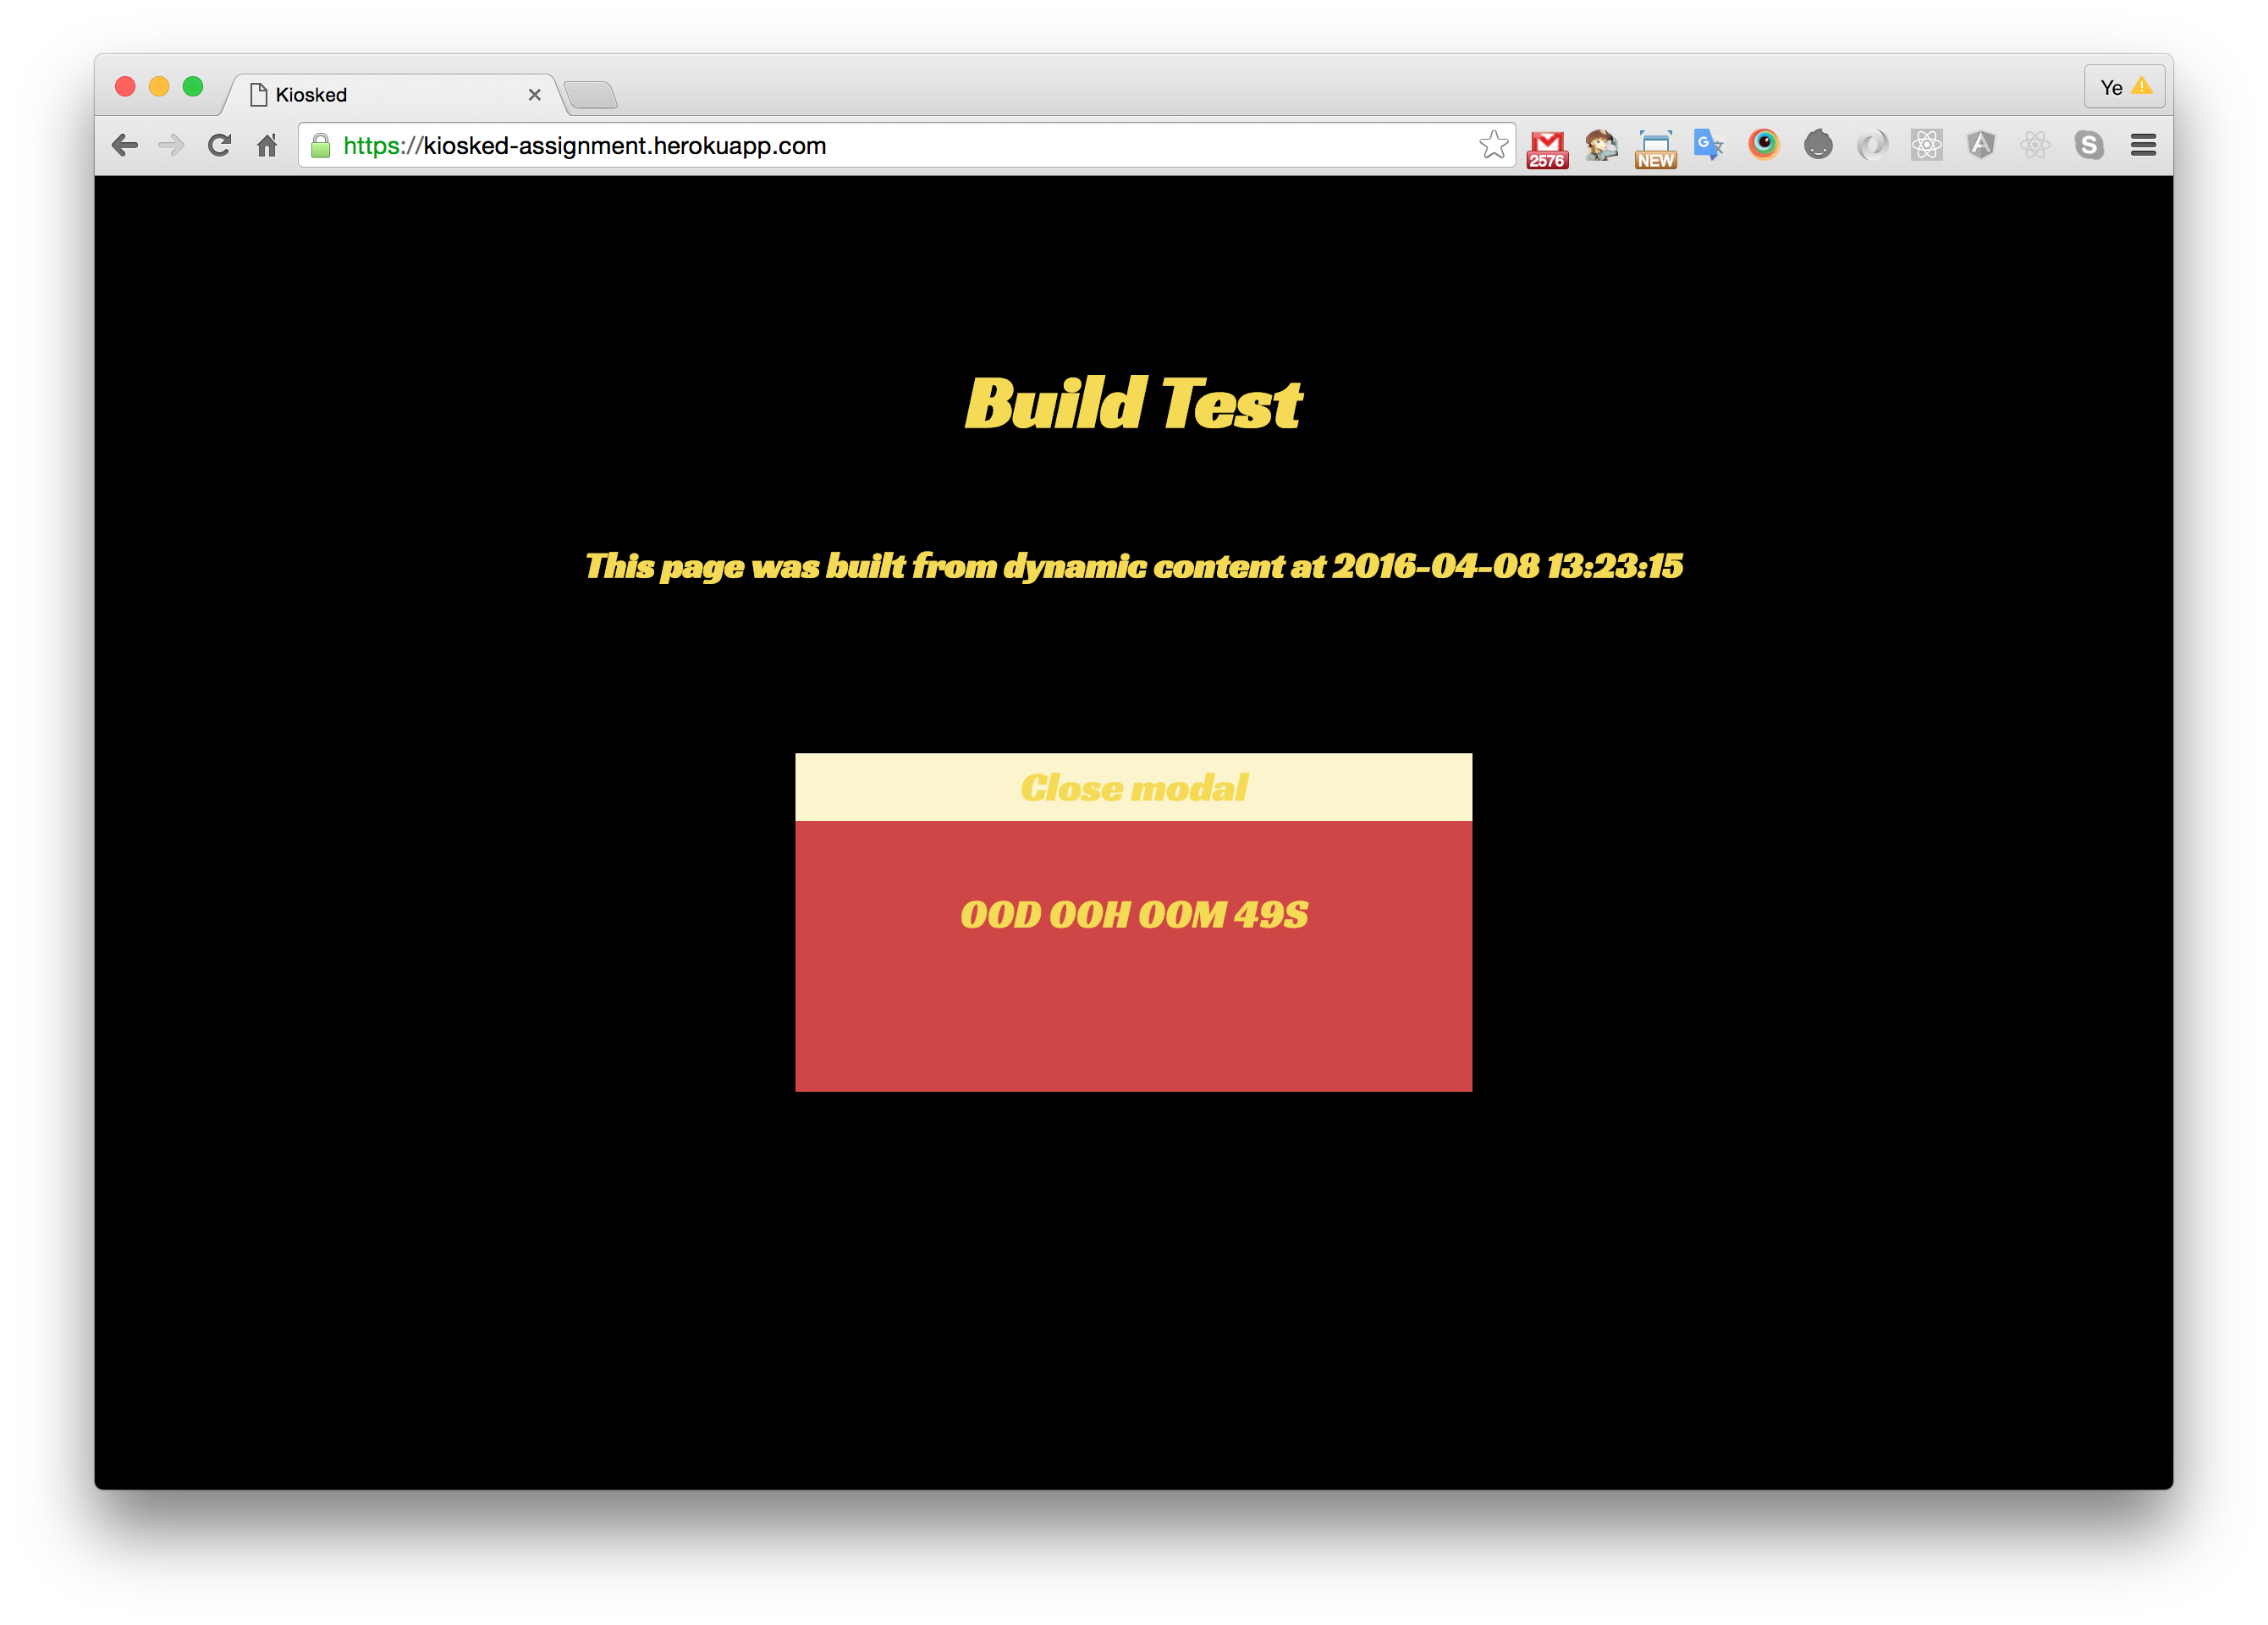 Kiosked
Ye
https://kiosked-assignment.herokuapp.com
2576
NEW
G
A
S
Build Test
This page was built from dynamic content at 2016-04-08 13:23:15
Close modal
00D 00H 00M 49S